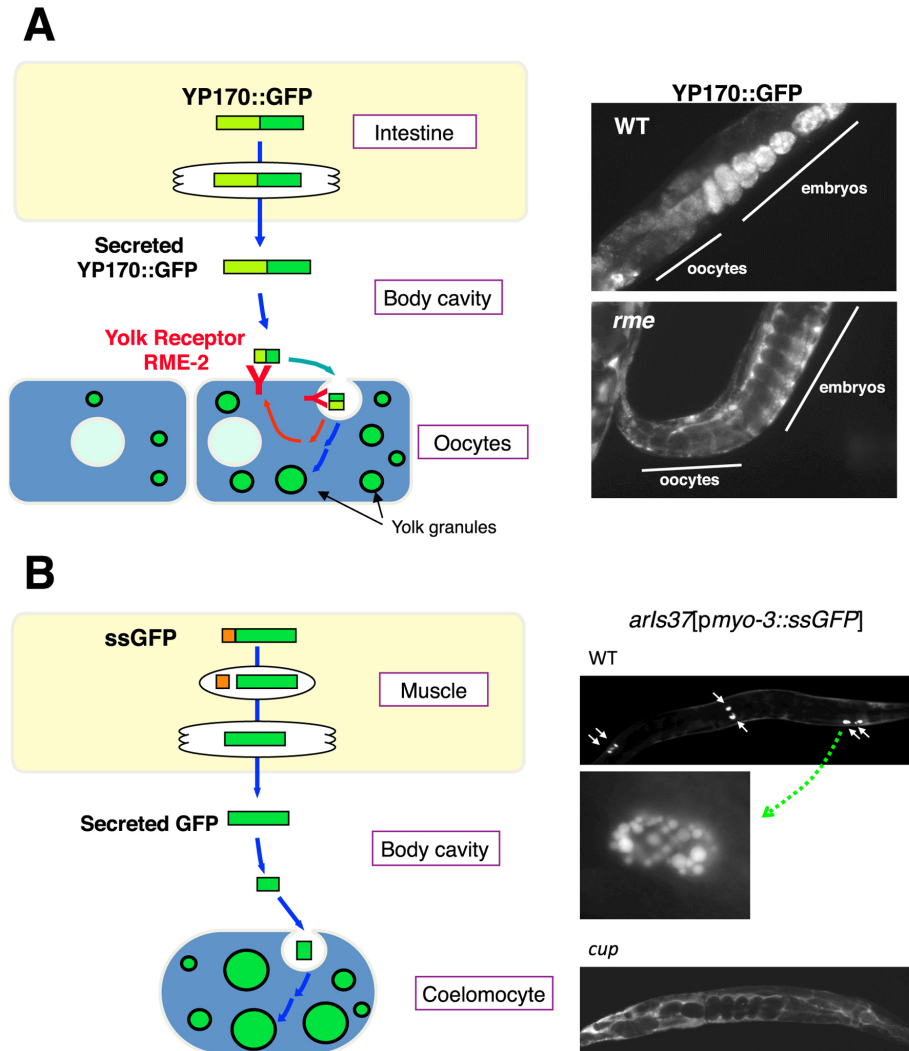 A
YP170::GFP
Intestine
Secreted
YP170::GFP
Body cavity
Yolk Receptor
RME-2
Oocytes
Yolk granules
YP170::GFP
WT
embryos
oocytes
rme
embryos
oocytes
B
ssGFP
Muscle
Secreted GFP
Body cavity
Coelomocyte
arIs37[pmyo-3::ssGFP]
WT
cup